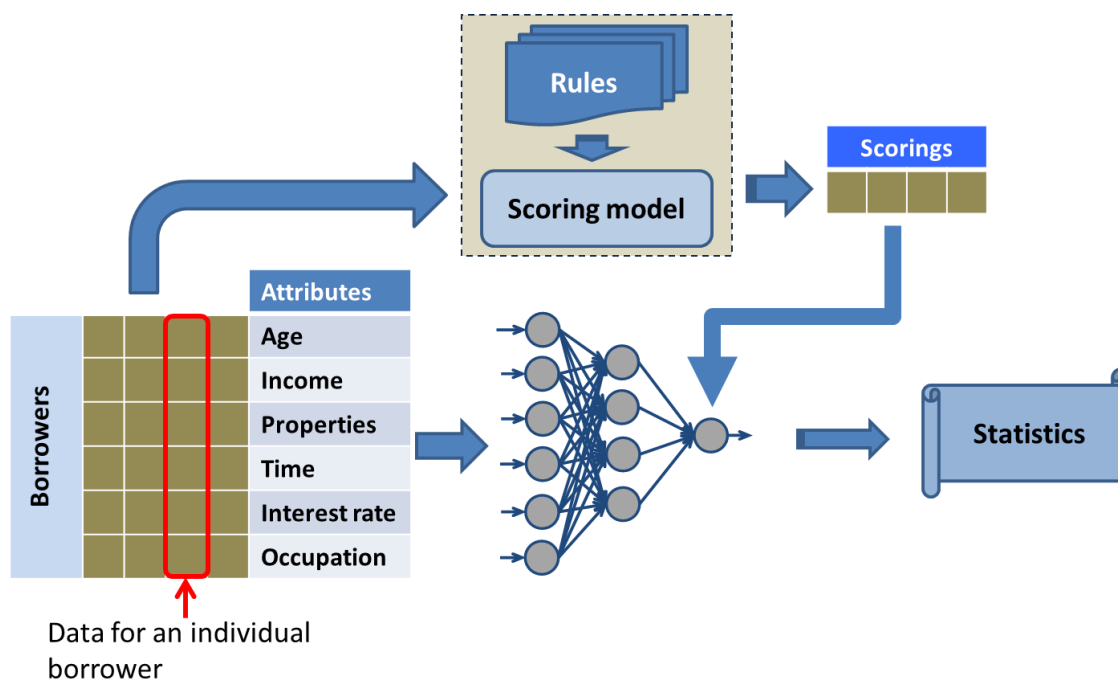 Rules
Scoring model
Scorings
Attributes
Borrowers
Age
Income
Properties
Time
Interest rate
Occupation
Statistics
Data for an individual
borrower